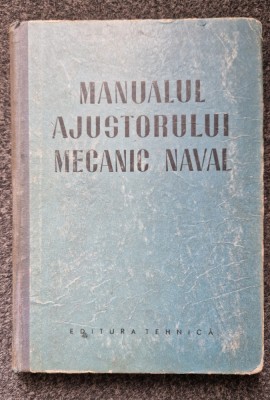 MANUALUL
AJUSTORULUI
MECANIC NAVAL
EDITURA TEHNICĂ